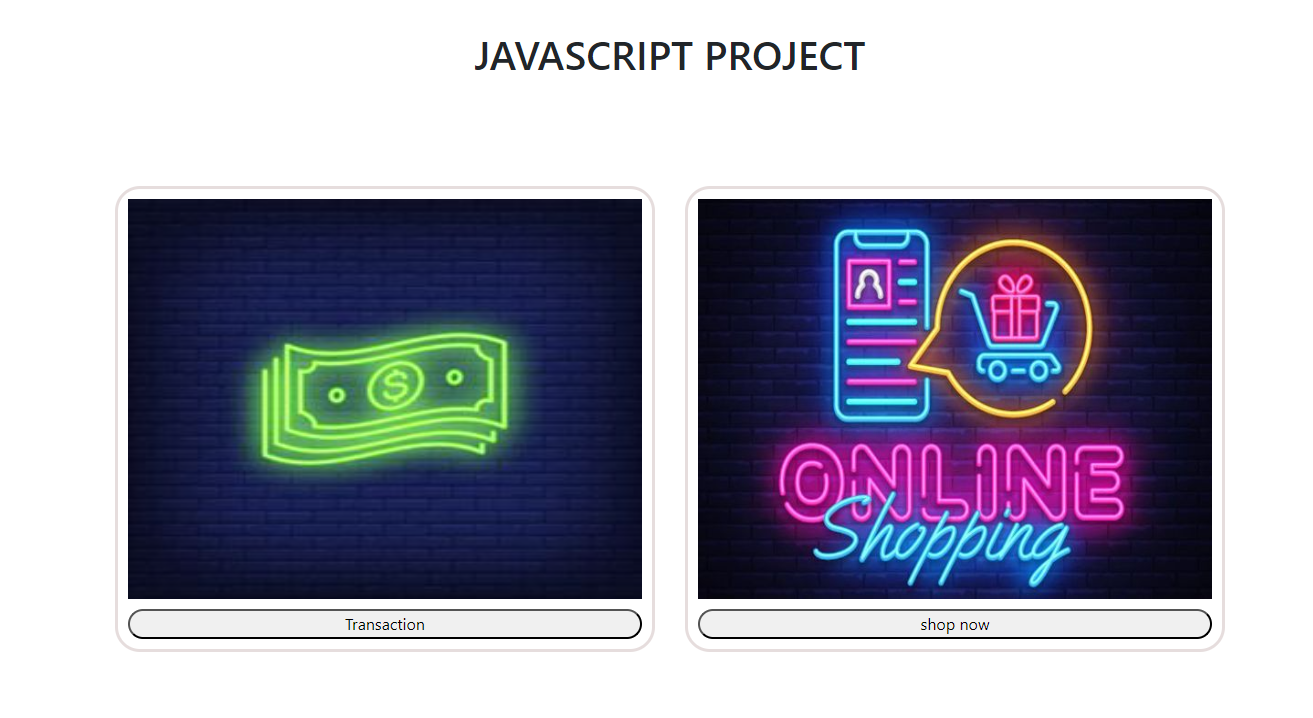 JAVASCRIPT PROJECT
$
ONLINE
Shopping
Transaction
shop now